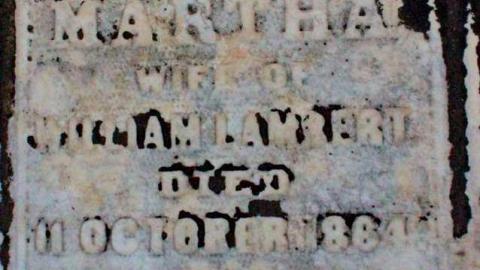 MARTHA
WIFE OF
WILLIAM LAMBERT
DIED
11 OCTOBER 1864